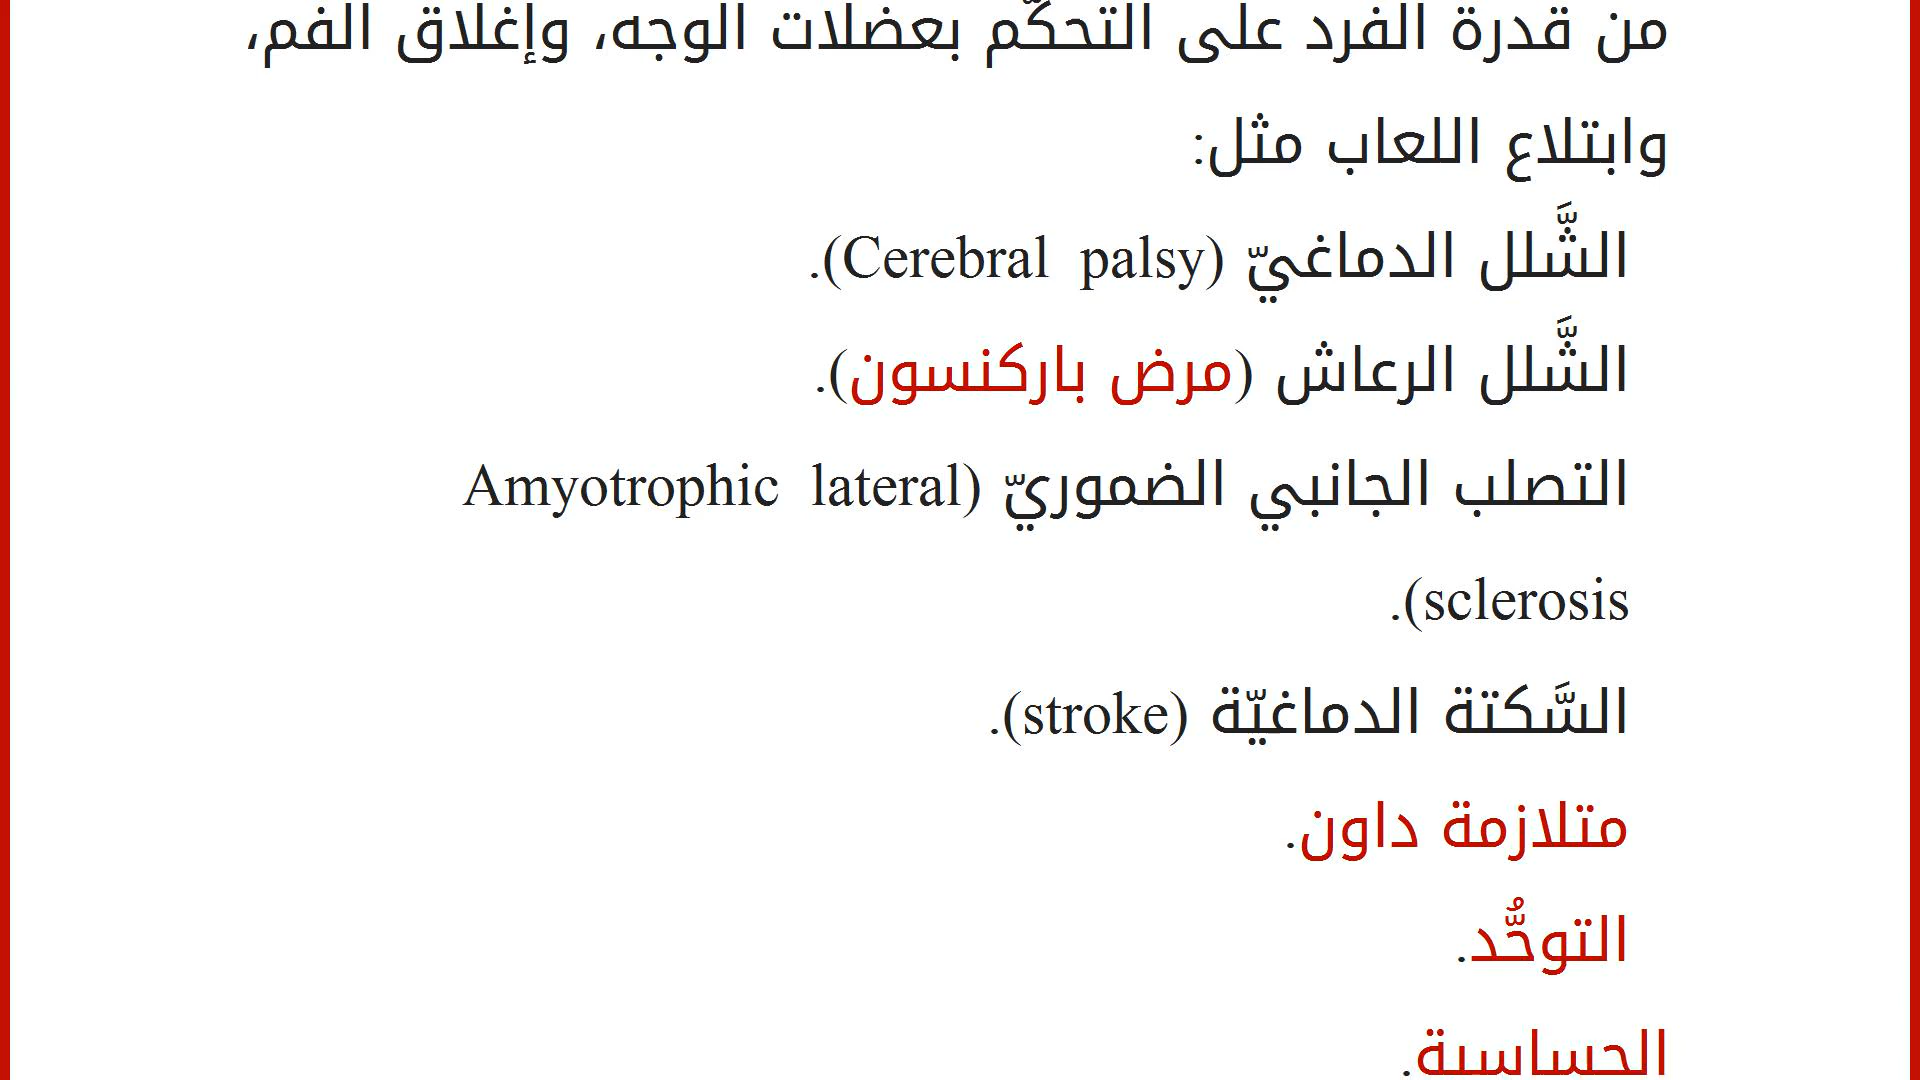 من قدرة الفرد على التحكّم بعضلات الوجه، وإغلاق الفم،
وابتلاع اللعاب مثل:
الشَّلل الدماغيّ (Cerebral palsy).
الشَّلل الرعاش (مرض باركنسون).
التصلب الجانبي الضموريّ (Amyotrophic lateral
sclerosis).
السَّكتة الدماغيّة (stroke).
متلازمة داون.
التوحُّد.
الحساسية.